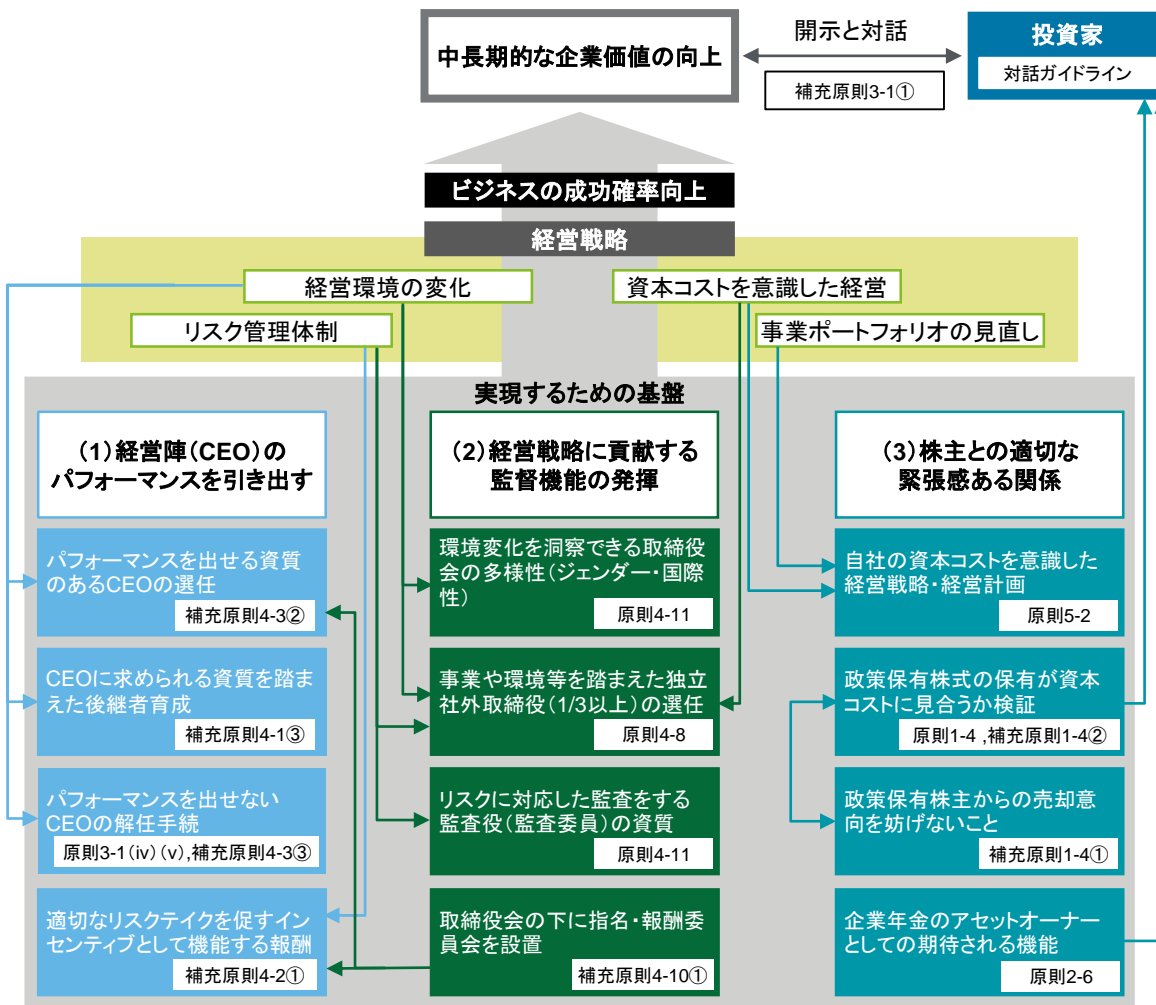 中長期的な企業価値の向上
開示と対話
補充原則3-1①
投資家
対話ガイドライン
ビジネスの成功確率向上
経営戦略
経営環境の変化
資本コストを意識した経営
リスク管理体制
事業ポートフォリオの見直し
実現するための基盤
（1）経営陣（CEO）の
パフォーマンスを引き出す
パフォーマンスを出せる資質
のあるCEOの選任
補充原則4-3②
CEOに求められる資質を踏ま
えた後継者育成
補充原則4-1③
パフォーマンスを出せない
CEOの解任手続
原則3-1（iv）（v）,補充原則4-3③
適切なリスクテイクを促すイン
センティブとして機能する報酬
補充原則4-2①
（2）経営戦略に貢献する
監督機能の発揮
環境変化を洞察できる取締役
会の多様性（ジェンダー・国際
性）
原則4-11
事業や環境等を踏まえた独立
社外取締役（1/3以上）の選任
原則4-8
リスクに対応した監査をする
監査役（監査委員）の資質
原則4-11
取締役会の下に指名・報酬委
員会を設置
補充原則4-10①
（3）株主との適切な
緊張感ある関係
自社の資本コストを意識した
経営戦略・経営計画
原則5-2
政策保有株式の保有が資本
コストに見合うか検証
原則1-4 ,補充原則1-4②
政策保有株主からの売却意
向を妨げないこと
補充原則1-4①
企業年金のアセットオーナー
としての期待される機能
原則2-6